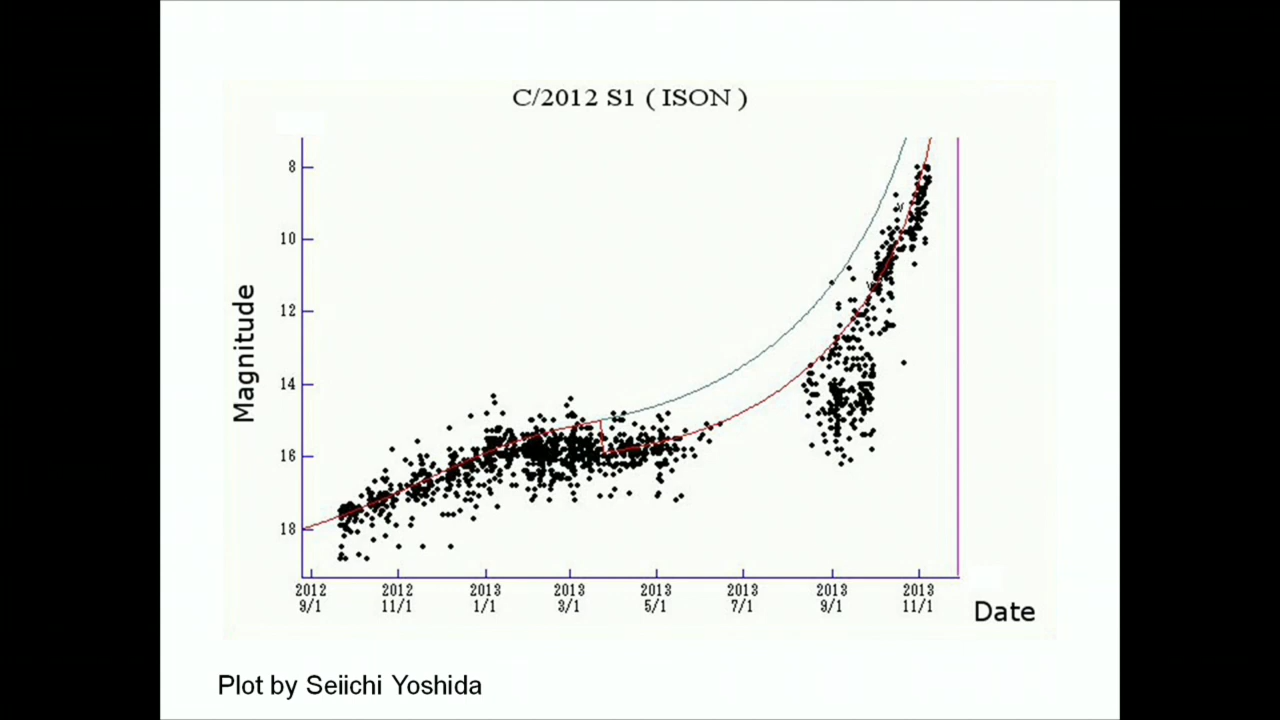 C/2012 S1 ( ISON )
8
10
12
14
16
18
Magnitude
2012 2012 2013 2013 2013 2013 2013 2013
9/1 11/1 1/1 3/1 5/1 7/1 9/1 11/1
Date
Plot by Seiichi Yoshida